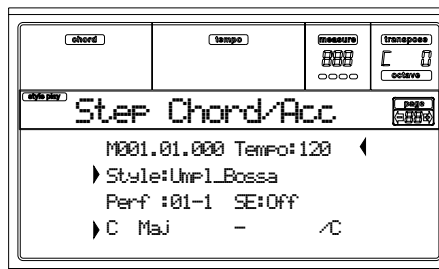 chord tempo measure transpose
888 C 0
octave
style play Step Chord/Acc page
88
M001.01.000 Tempo:120
Style:Umpl_Bossa
Perf :01-1 SE:Off
C Maj - /C